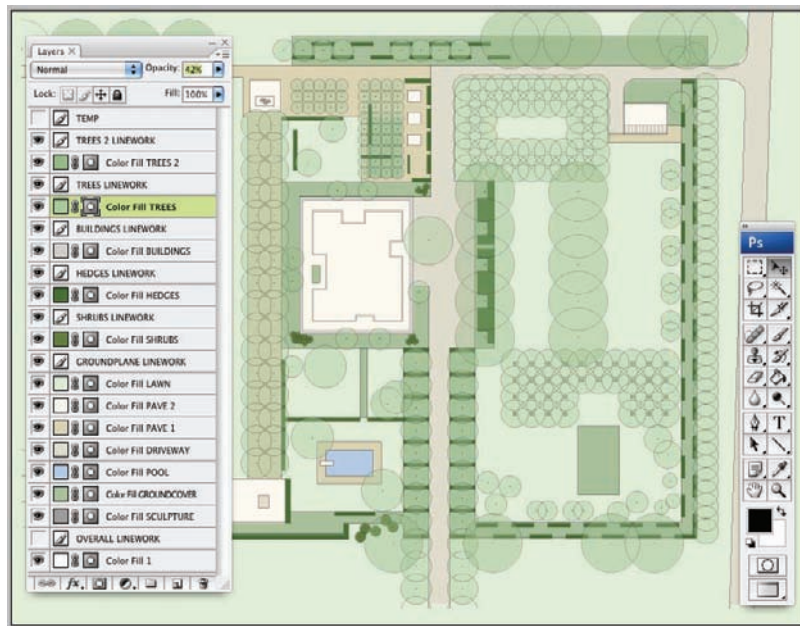 Layers ×
Normal Opacity: 42%
Lock: Fill: 100%
TEMP
TREES 2 LINEWORK
Color Fill TREES 2
TREES LINEWORK
Color Fill TREES
BUILDINGS LINEWORK
Color Fill BUILDINGS
HEDGES LINEWORK
Color Fill HEDGES
SHRUBS LINEWORK
Color Fill SHRUBS
GROUNDPLANE LINEWORK
Color Fill LAWN
Color Fill PAVE 2
Color Fill PAVE 1
Color Fill DRIVEWAY
Color Fill POOL
Color Fill GROUNDCOVER
Color Fill SCULPTURE
OVERALL LINEWORK
Color Fill 1
fx.
Ps
T